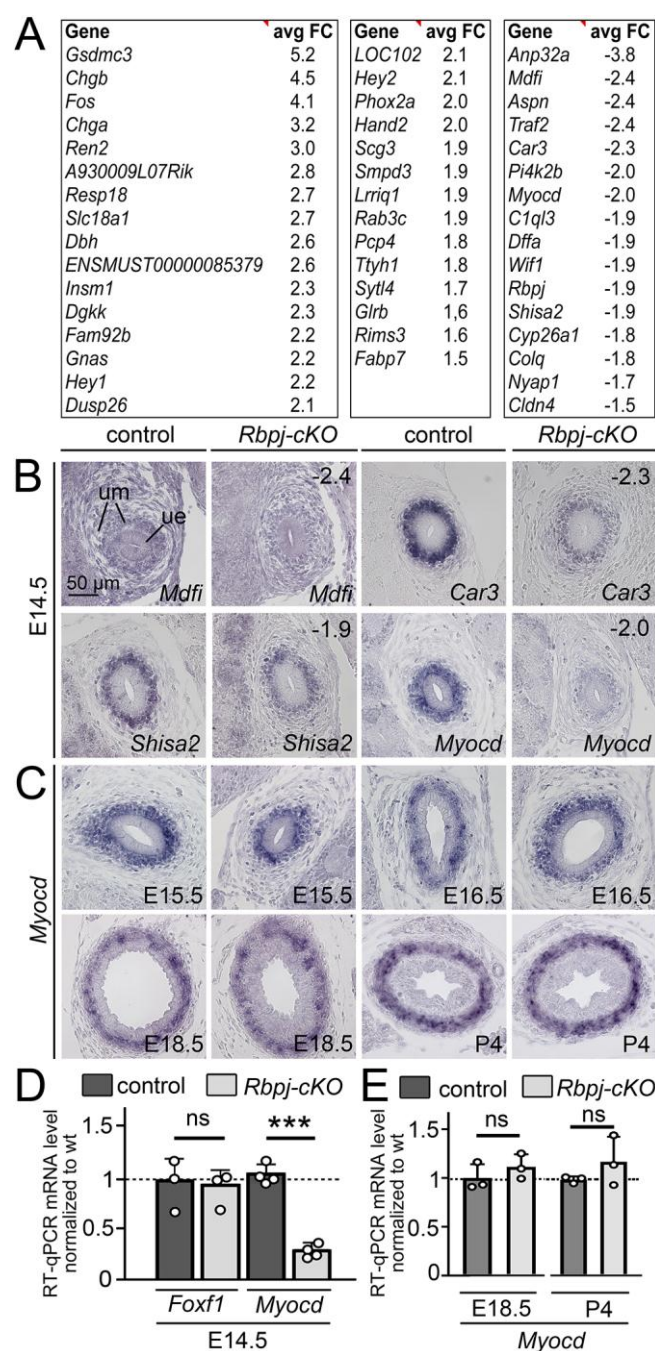 A
Gene avg FC
Gsdmc3 5.2
Chgb 4.5
Fos 4.1
Chga 3.2
Ren2 3.0
A930009L07Rik 2.8
Resp18 2.7
Slc18a1 2.7
Dbh 2.6
ENSMUST00000085379 2.6
Insm1 2.3
Dgkk 2.3
Fam92b 2.2
Gnas 2.2
Hey1 2.2
Dusp26 2.1
Gene avg FC
LOC102 2.1
Hey2 2.1
Phox2a 2.0
Hand2 2.0
Scg3 1.9
Smpd3 1.9
Lrriq1 1.9
Rab3c 1.9
Pcp4 1.8
Ttyh1 1.8
Sytl4 1.7
Glrb 1,6
Rims3 1.6
Fabp7 1.5
Gene avg FC
Anp32a -3.8
Mdfi -2.4
Aspn -2.4
Traf2 -2.4
Car3 -2.3
Pi4k2b -2.0
Myocd -2.0
C1ql3 -1.9
Dffa -1.9
Wif1 -1.9
Rbpj -1.9
Shisa2 -1.9
Cyp26a1 -1.8
Colq -1.8
Nyap1 -1.7
Cldn4 -1.5
control Rbpj-cKO control Rbpj-cKO
B
E14.5
um
ue
50 µm
Mdfi
-2.4
Mdfi
Car3
-2.3
Car3
Shisa2
-1.9
Shisa2
Myocd
-2.0
Myocd
C
Myocd
E15.5 E15.5 E16.5 E16.5
E18.5 E18.5 P4 P4
D
control Rbpj-cKO
RT-qPCR mRNA level
normalized to wt
1.5
1
0.5
0
ns
***
Foxf1 Myocd
E14.5
E
control Rbpj-cKO
RT-qPCR mRNA level
normalized to wt
1.5
1
0.5
0
ns
ns
E18.5 P4
Myocd